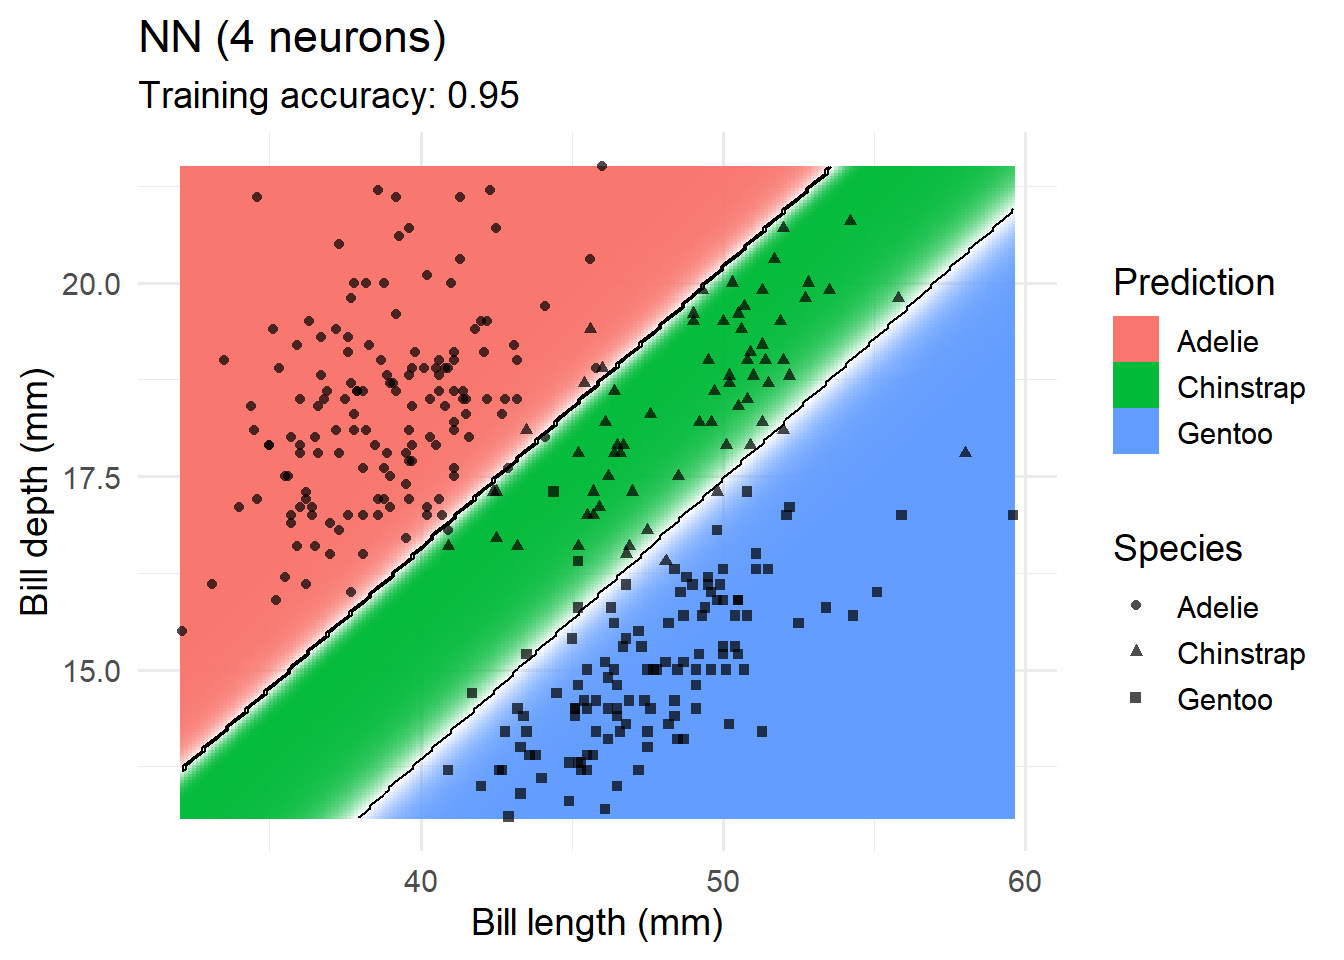 NN (4 neurons)
Training accuracy: 0.95
20.0
17.5
15.0
Bill depth (mm)
40 50 60
Bill length (mm)
Prediction
Adelie
Chinstrap
Gentoo
Species
Adelie
Chinstrap
Gentoo